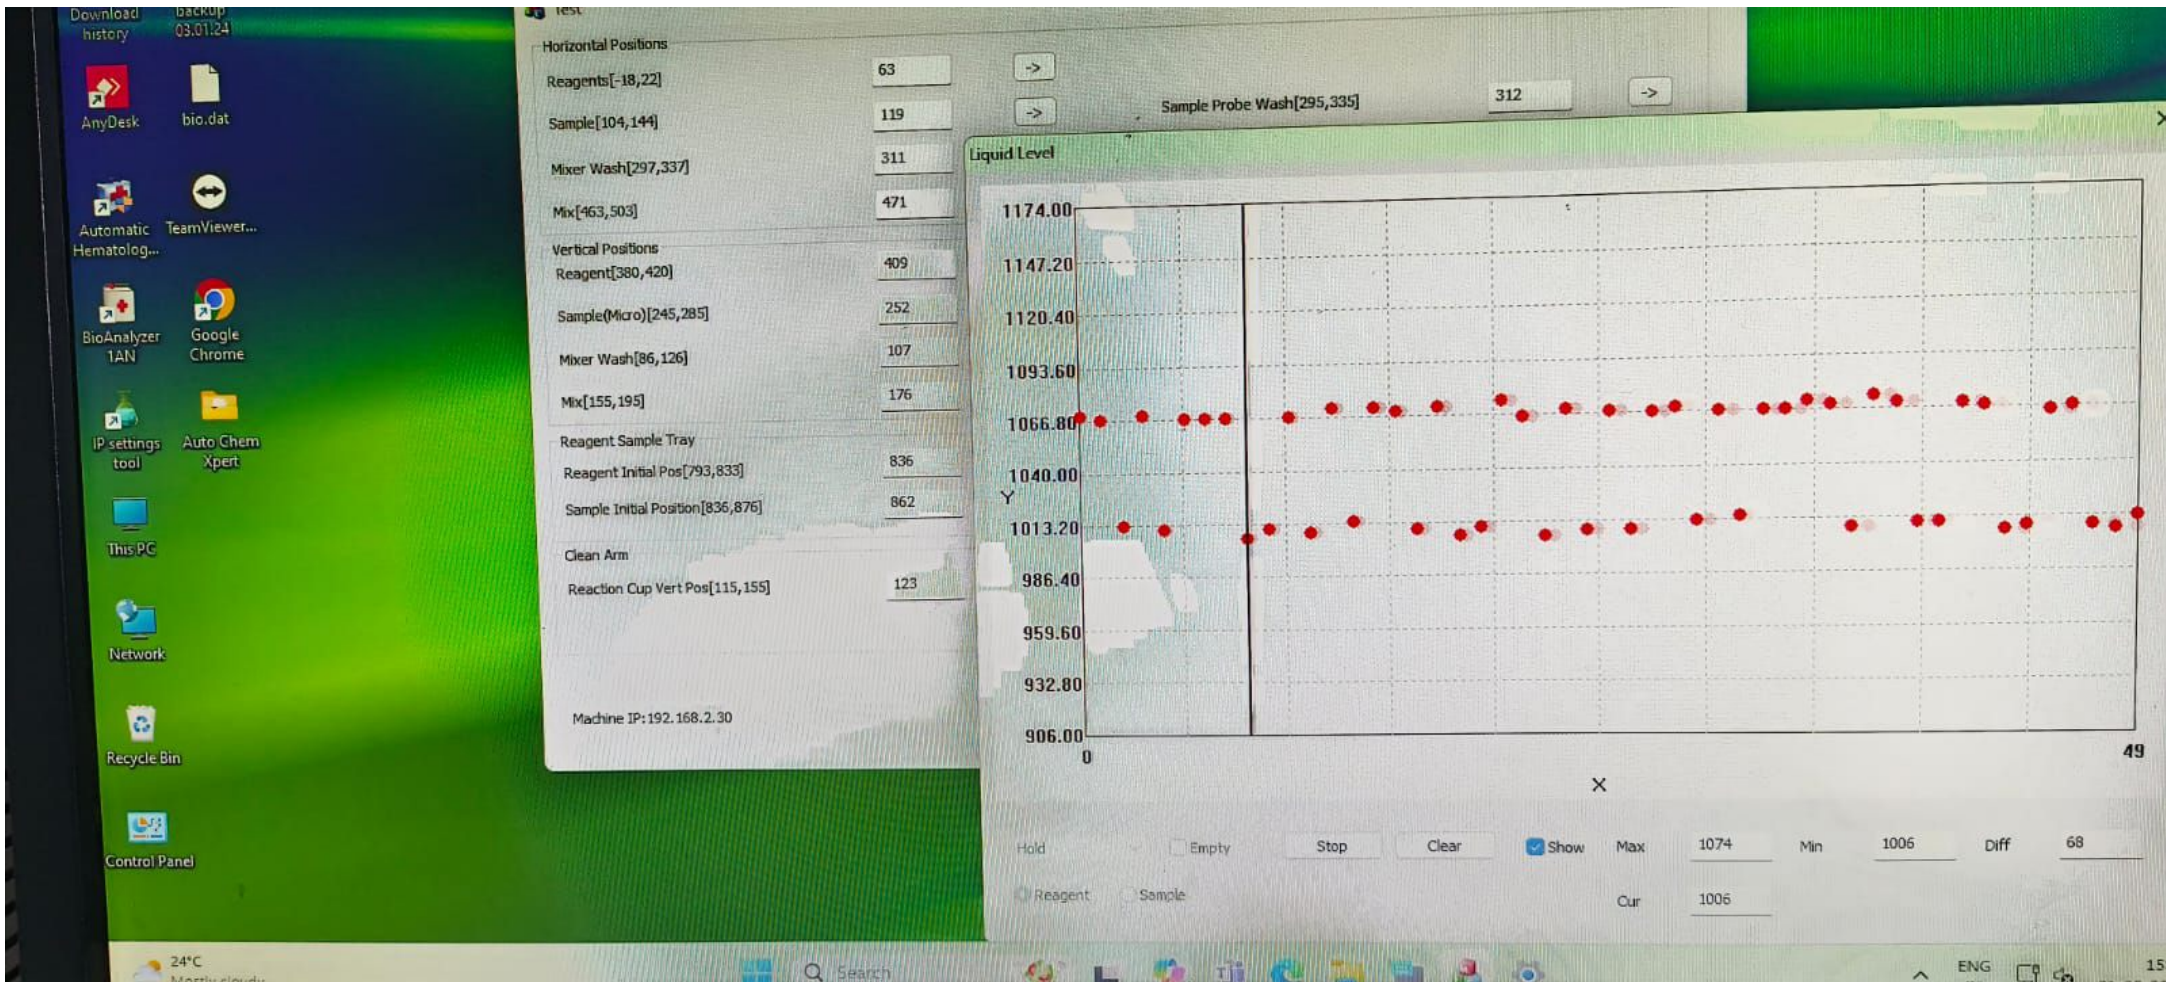 Download
history
backup
03.01.24
AnyDesk
bio.dat
Automatic
Hematolog...
TeamViewer...
BioAnalyzer
1AN
Google
Chrome
IP settings
tool
Auto Chem
Xpert
This PC
Network
Recycle Bin
Control Panel
Test
Horizontal Positions
Reagents[-18,22] 63 ->
Sample[104,144] 119 ->
Sample Probe Wash[295,335] 312 ->
Mixer Wash[297,337] 311
Mix[463,503] 471
Vertical Positions
Reagent[380,420] 409
Sample(Micro)[245,285] 252
Mixer Wash[86,126] 107
Mix[155,195] 176
Reagent Sample Tray
Reagent Initial Pos[793,833] 836
Sample Initial Position[836,876] 862
Clean Arm
Reaction Cup Vert Pos[115,155] 123
Machine IP:192.168.2.30
Liquid Level
1174.00
1147.20
1120.40
1093.60
1066.80
1040.00
Y
1013.20
986.40
959.60
932.80
906.00
0 49
X
Hold Empty Stop Clear Show Max 1074 Min 1006 Diff 68
Reagent Sample Cur 1006
24°C
Mostly cloudy
Search
ENG
15